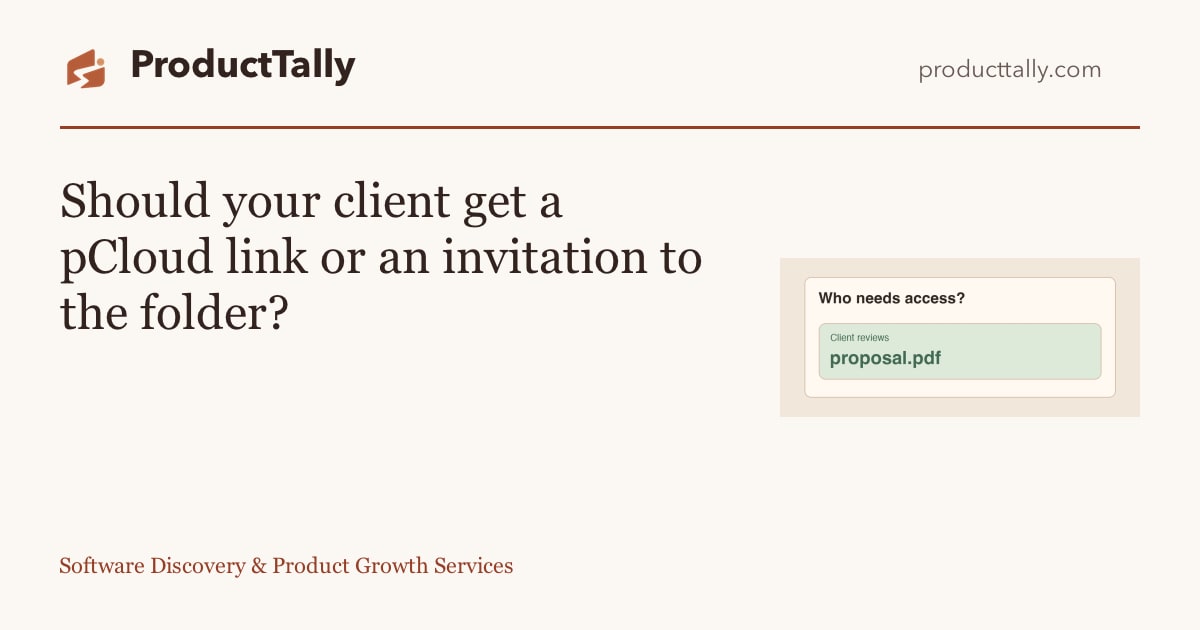 ProductTally
producttally.com
Should your client get a
pCloud link or an invitation to
the folder?
Who needs access?
Client reviews
proposal.pdf
Software Discovery & Product Growth Services